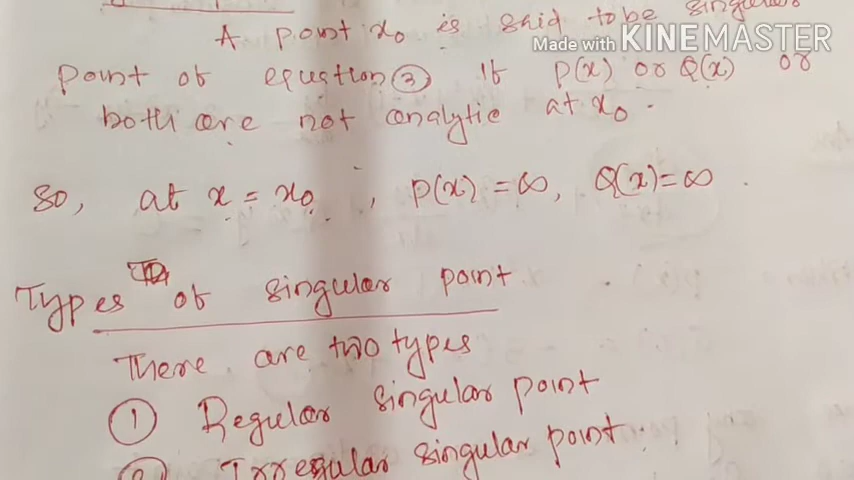 A point x₀ is said to be singular
Made with KINEMASTER
point of equation ③ if P(x) or Q(x) or
both are not analytic at x₀.
so, at x = x₀, P(x) = ∞, Q(x) = ∞.
Types of singular point
There are two types
① Regular singular point
② Irregular singular point.